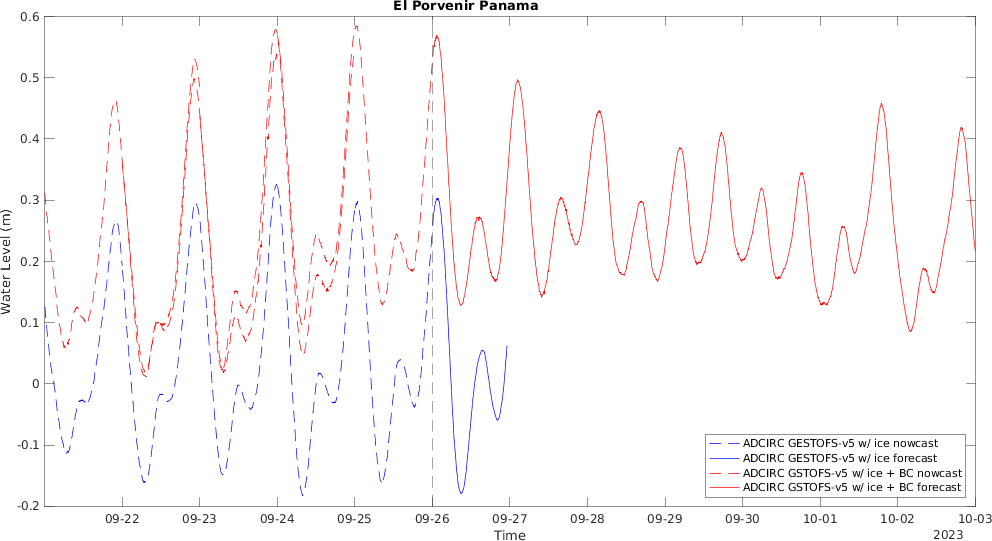 El Porvenir Panama
0.6
0.5
0.4
0.3
0.2
0.1
0
-0.1
-0.2
Water Level (m)
09-22 09-23 09-24 09-25 09-26 09-27 09-28 09-29 09-30 10-01 10-02 10-03
Time
2023
ADCIRC GESTOFS-v5 w/ ice nowcast
ADCIRC GESTOFS-v5 w/ ice forecast
ADCIRC GSTOFS-v5 w/ ice + BC nowcast
ADCIRC GSTOFS-v5 w/ ice + BC forecast